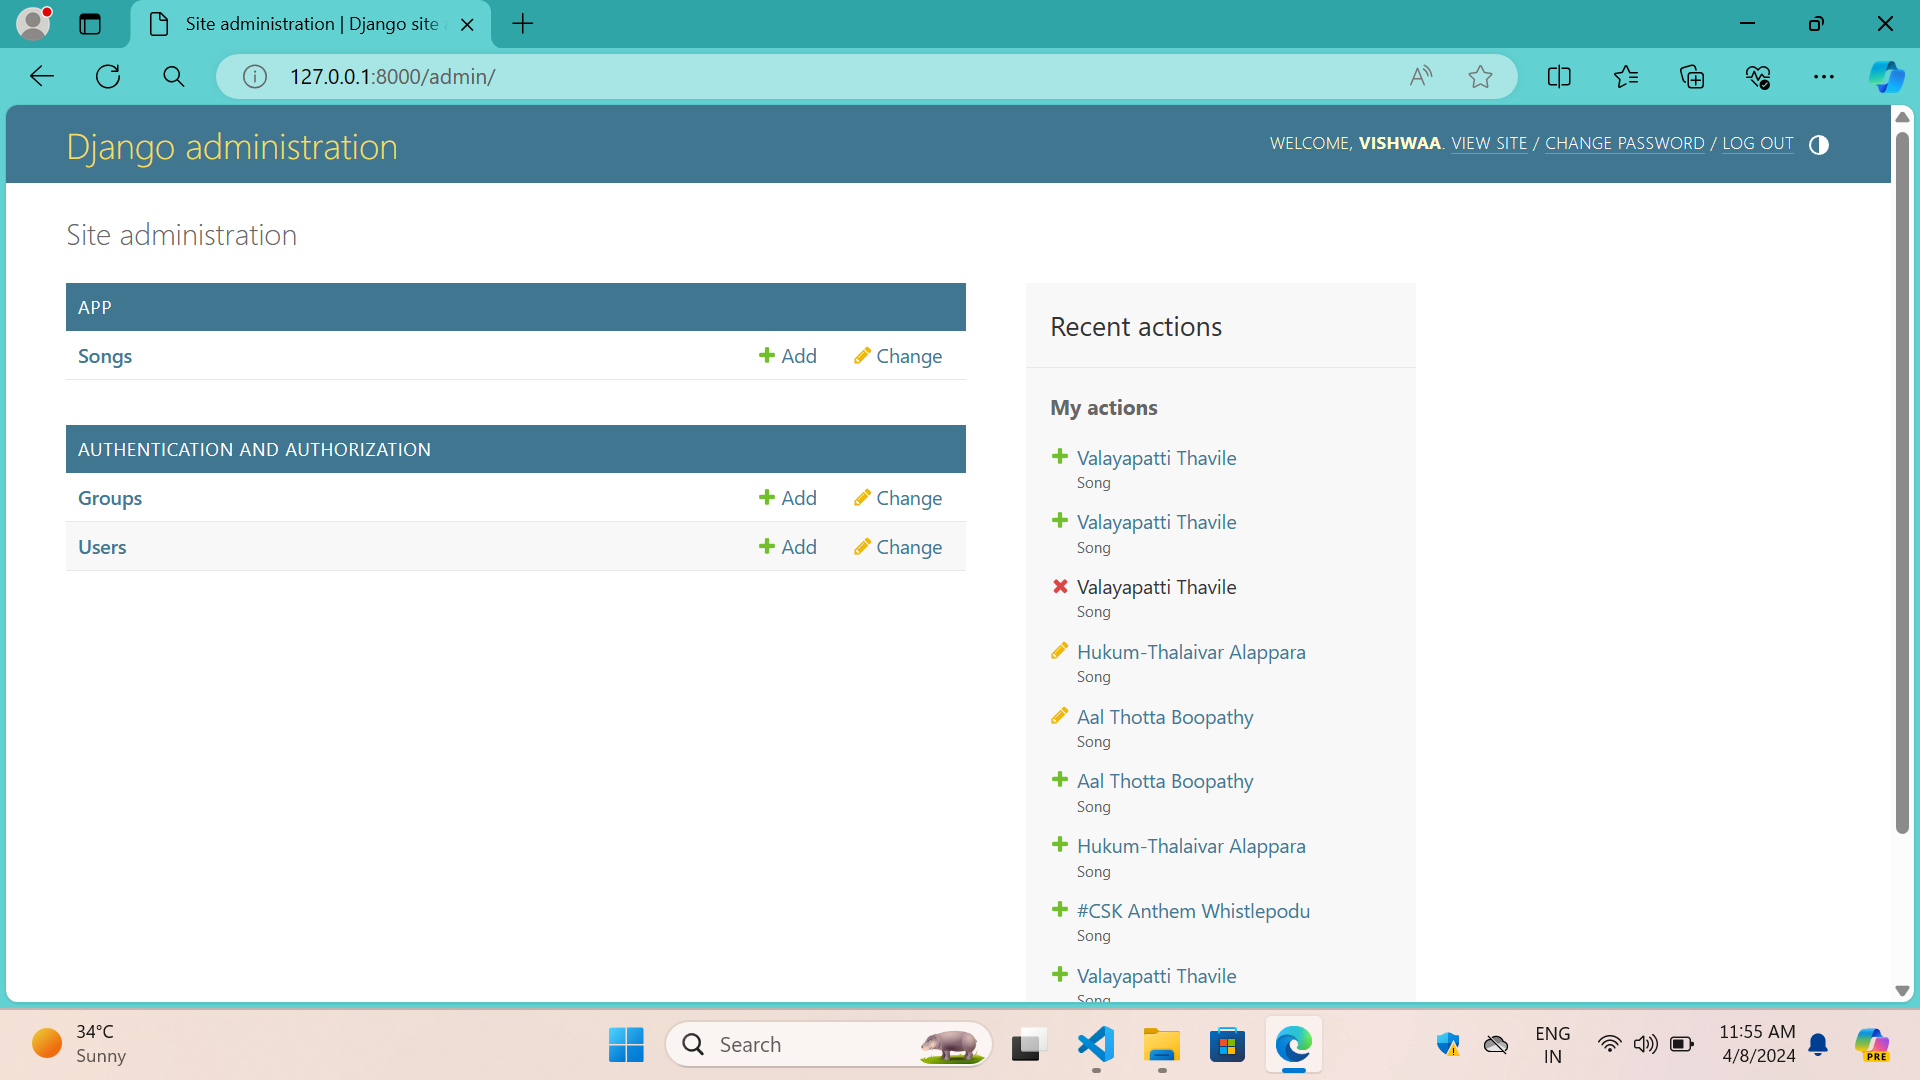 Site administration | Django site
127.0.0.1:8000/admin/
Django administration
WELCOME, VISHWAA. VIEW SITE / CHANGE PASSWORD / LOG OUT
Site administration
APP
Songs
Add
Change
AUTHENTICATION AND AUTHORIZATION
Groups
Add
Change
Users
Add
Change
Recent actions
My actions
Valayapatti Thavile
Song
Valayapatti Thavile
Song
Valayapatti Thavile
Song
Hukum-Thalaivar Alappara
Song
Aal Thotta Boopathy
Song
Aal Thotta Boopathy
Song
Hukum-Thalaivar Alappara
Song
#CSK Anthem Whistlepodu
Song
Valayapatti Thavile
Song
34°C
Sunny
Search
ENG
IN
11:55 AM
4/8/2024
PRE